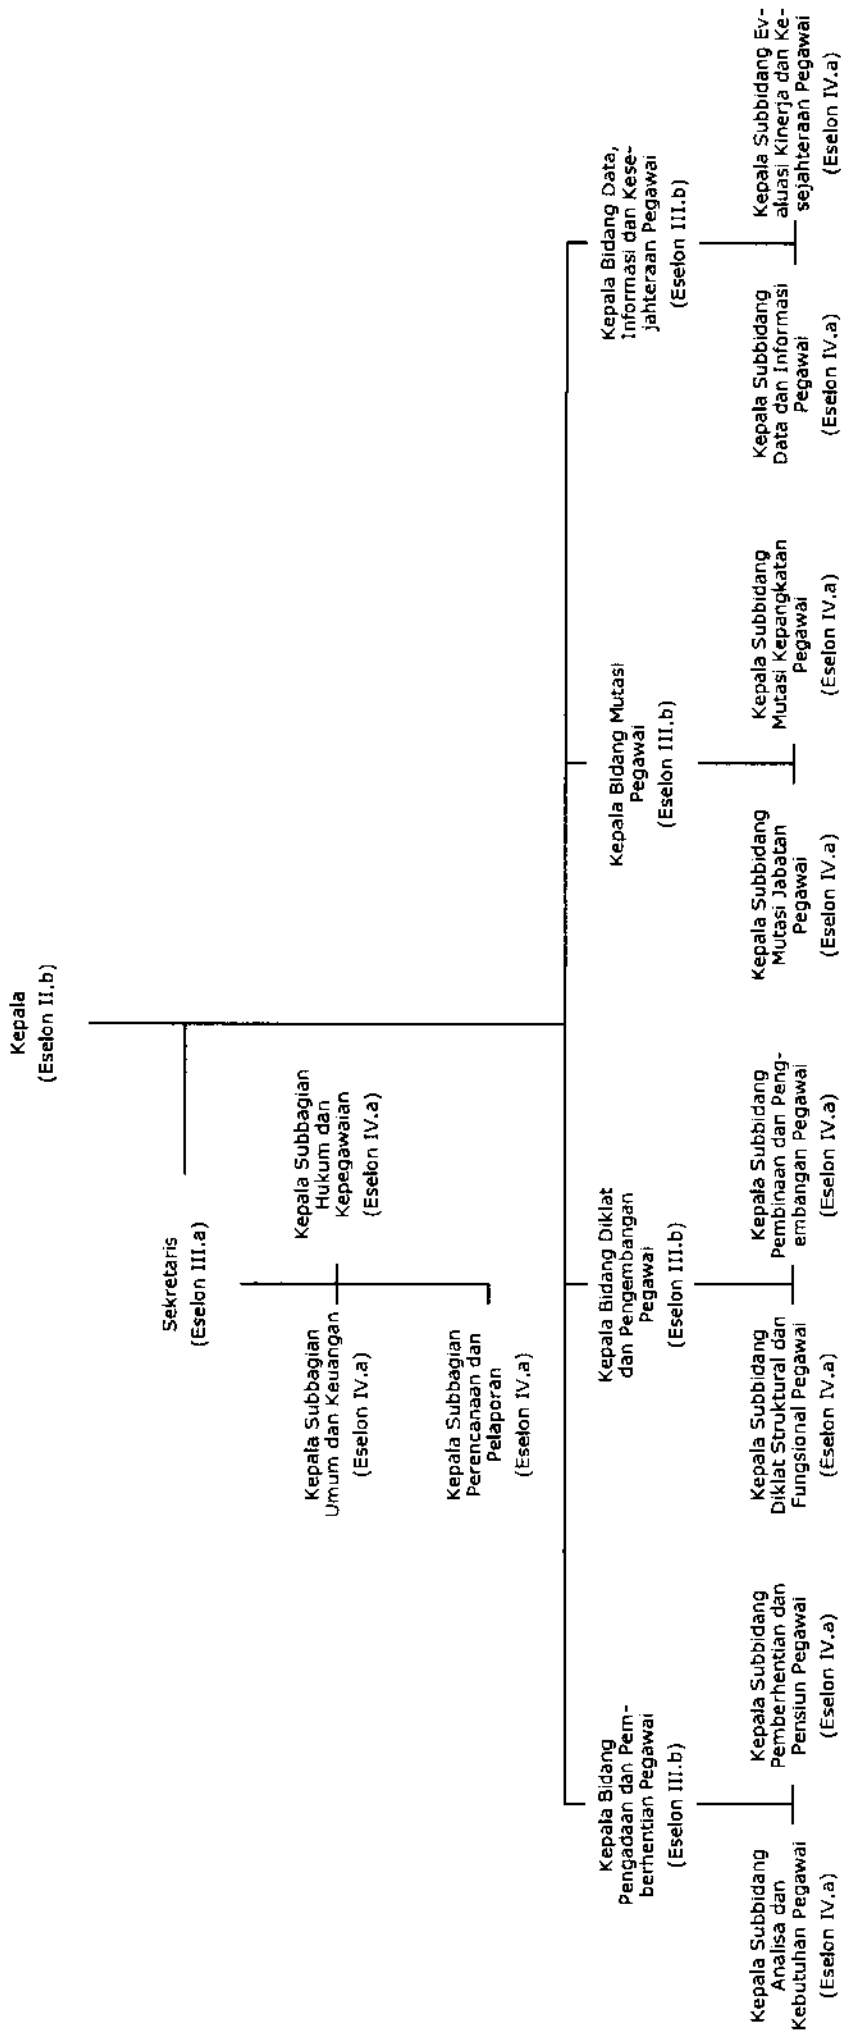 Kepala
(Eselon II.b)
Sekretaris
(Eselon III.a)
Kepala Subbagian
Umum dan Keuangan
(Eselon IV.a)
Kepala Subbagian
Hukum dan
Kepegawaian
(Eselon IV.a)
Kepala Subbagian
Perencanaan dan
Pelaporan
(Eselon IV.a)
Kepala Bidang
Pengadaan dan Pem-
berhentian Pegawai
(Eselon III.b)
Kepala Bidang Diklat
dan Pengembangan
Pegawai
(Eselon III.b)
Kepala Bidang Mutasi
Pegawai
(Eselon III.b)
Kepala Bidang Data,
Informasi dan Kese-
jahteraan Pegawai
(Eselon III.b)
Kepala Subbidang
Analisa dan
Kebutuhan Pegawai
(Eselon IV.a)
Kepala Subbidang
Pemberhentian dan
Pensiun Pegawai
(Eselon IV.a)
Kepala Subbidang
Diklat Struktural dan
Fungsional Pegawai
(Eselon IV.a)
Kepala Subbidang
Pembinaan dan Peng-
embangan Pegawai
(Eselon IV.a)
Kepala Subbidang
Mutasi Jabatan
Pegawai
(Eselon IV.a)
Kepala Subbidang
Mutasi Kepangkatan
Pegawai
(Eselon IV.a)
Kepala Subbidang
Data dan Informasi
Pegawai
(Eselon IV.a)
Kepala Subbidang Ev-
aluasi Kinerja dan Ke-
sejahteraan Pegawai
(Eselon IV.a)